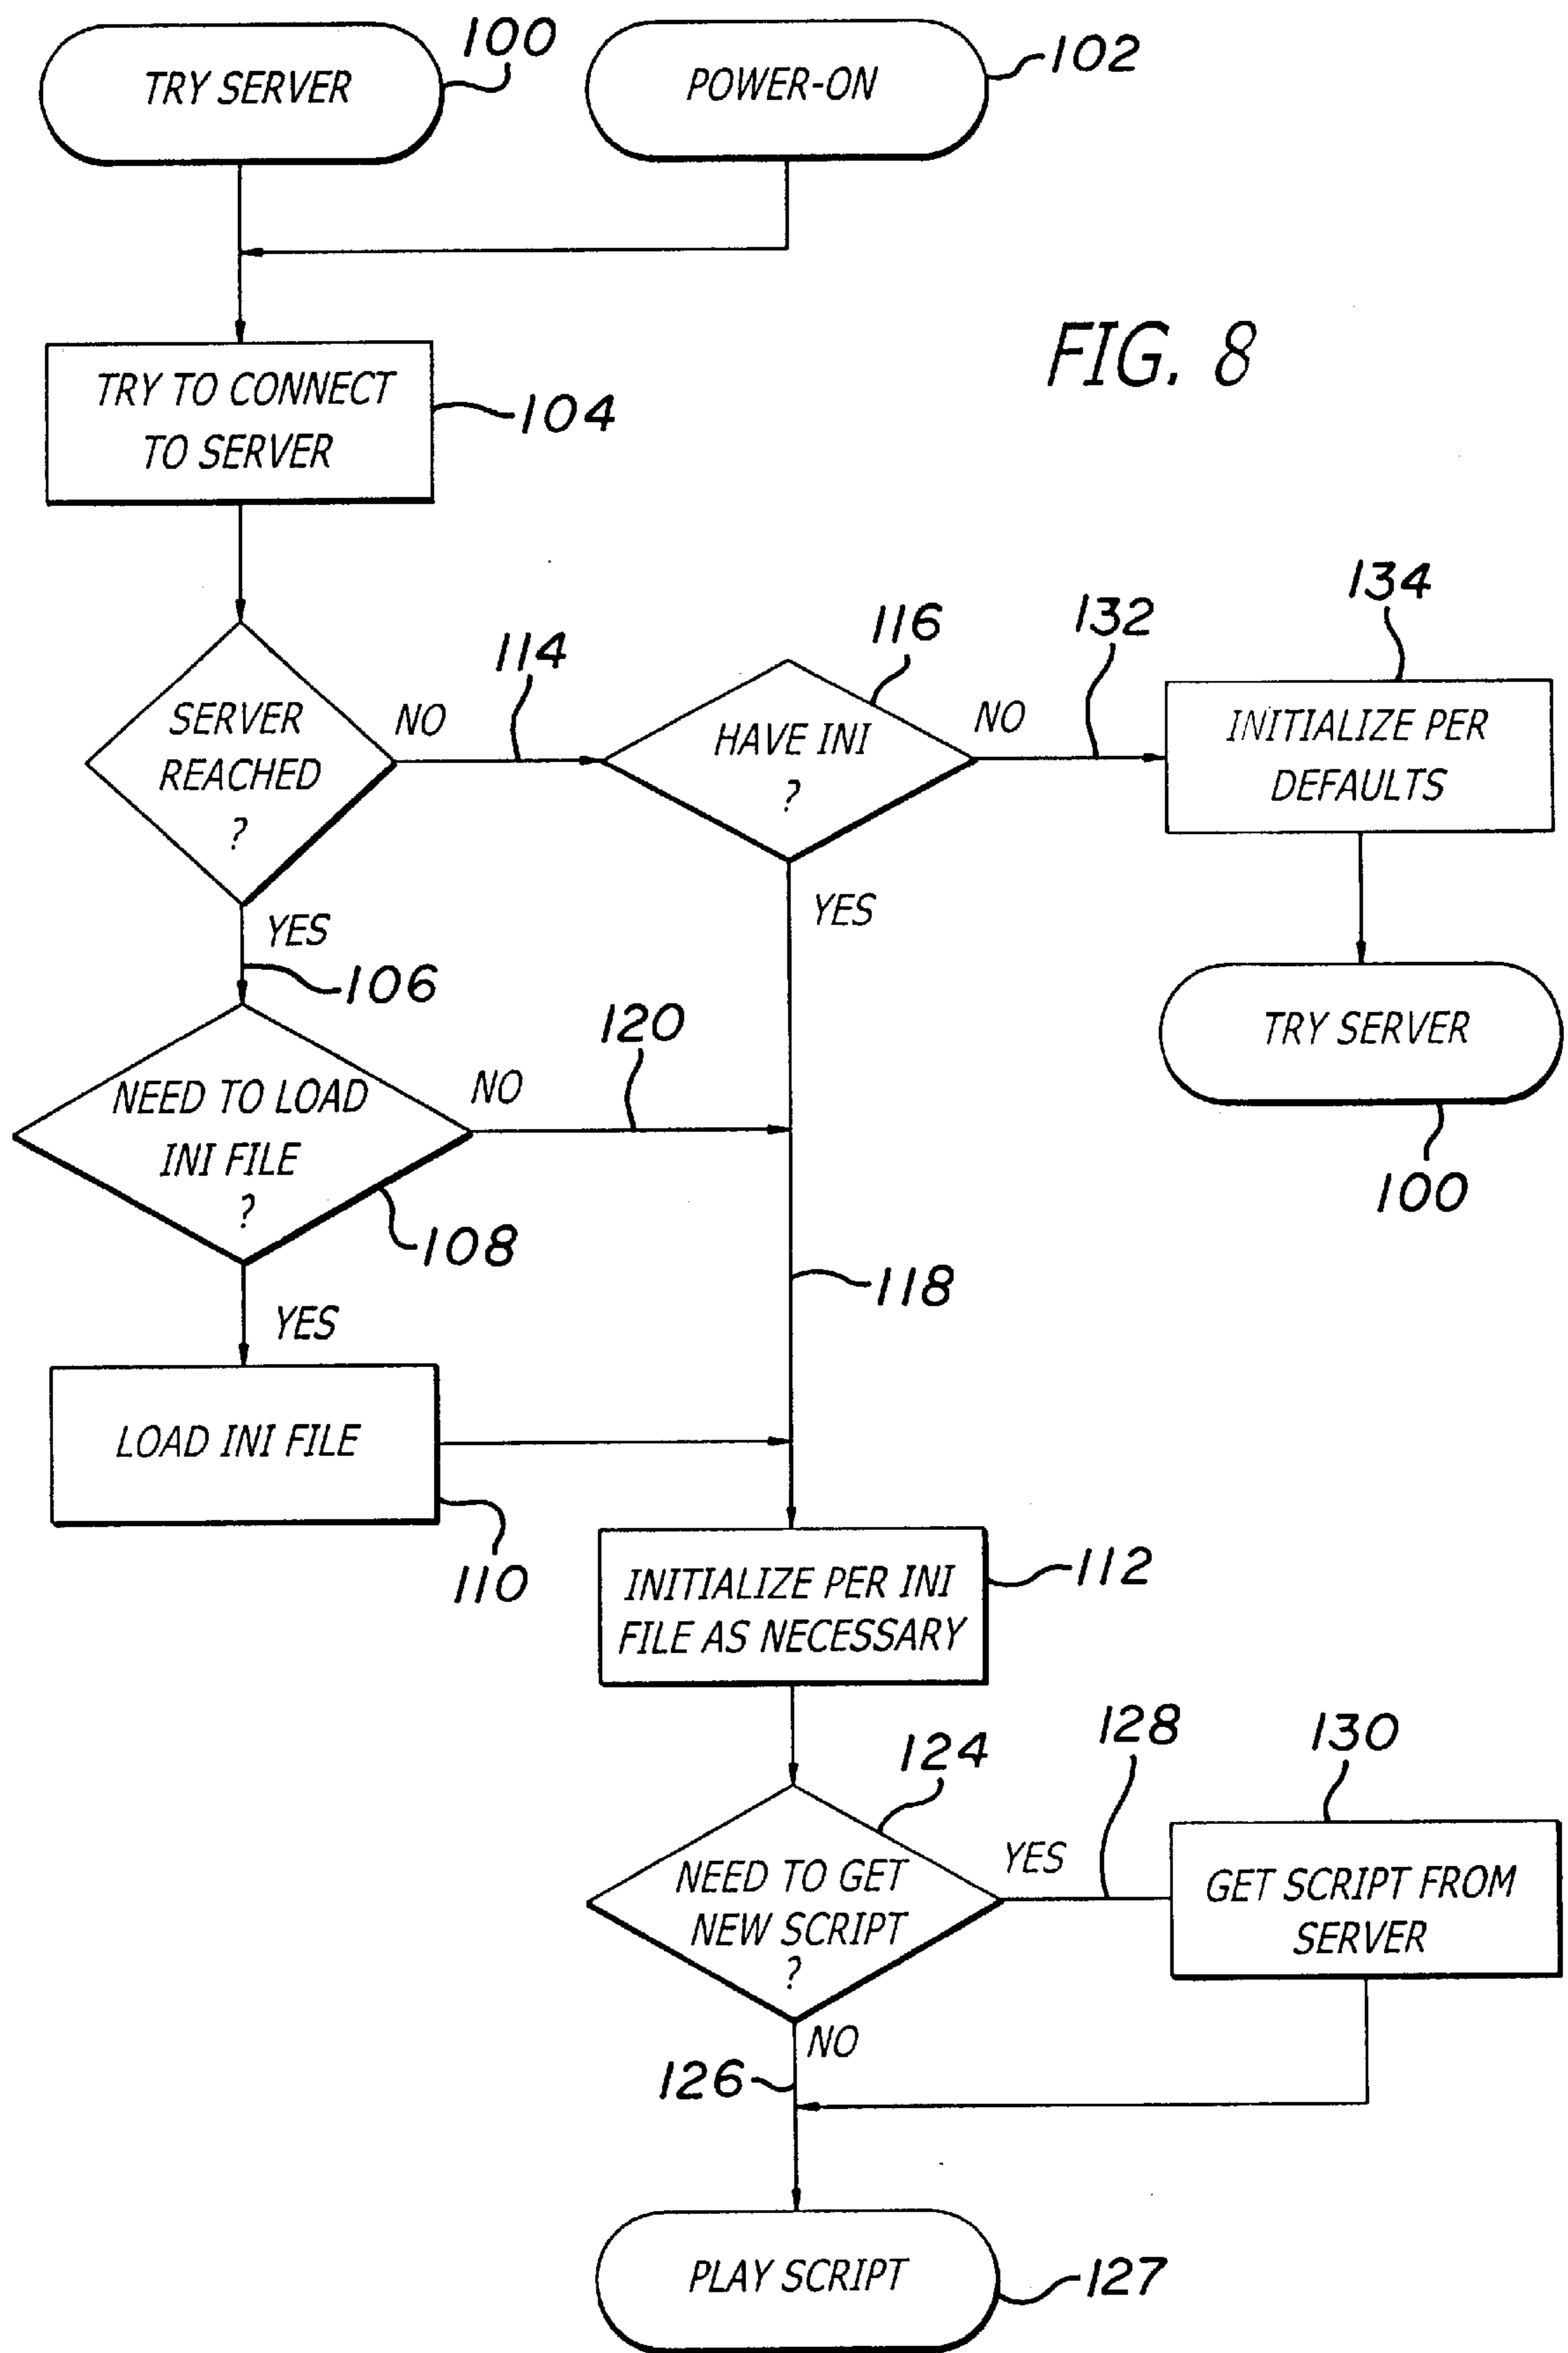 100
TRY SERVER
102
POWER-ON
FIG. 8
TRY TO CONNECT
TO SERVER
104
SERVER
REACHED
?
NO
114
116
HAVE INI
?
NO
132
134
INITIALIZE PER
DEFAULTS
YES
106
YES
TRY SERVER
100
NEED TO LOAD
INI FILE
?
108
NO
120
118
YES
LOAD INI FILE
110
INITIALIZE PER INI
FILE AS NECESSARY
112
124
NEED TO GET
NEW SCRIPT
?
YES
128
130
GET SCRIPT FROM
SERVER
NO
126
PLAY SCRIPT
127